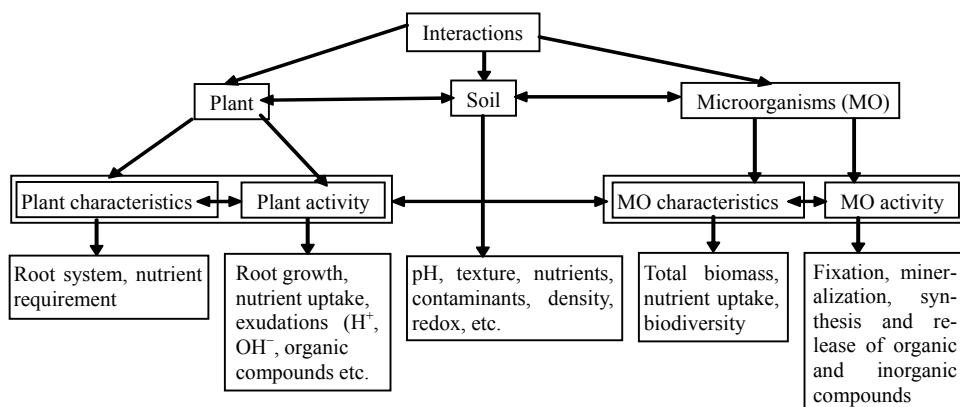 Interactions
Plant
Soil
Microorganisms (MO)
Plant characteristics
Plant activity
MO characteristics
MO activity
Root system, nutrient
requirement
Root growth,
nutrient uptake,
exudations (H⁺,
OH⁻, organic
compounds etc.
pH, texture, nutrients,
contaminants, density,
redox, etc.
Total biomass,
nutrient uptake,
biodiversity
Fixation, miner-
alization, syn-
thesis and re-
lease of organic
and inorganic
compounds